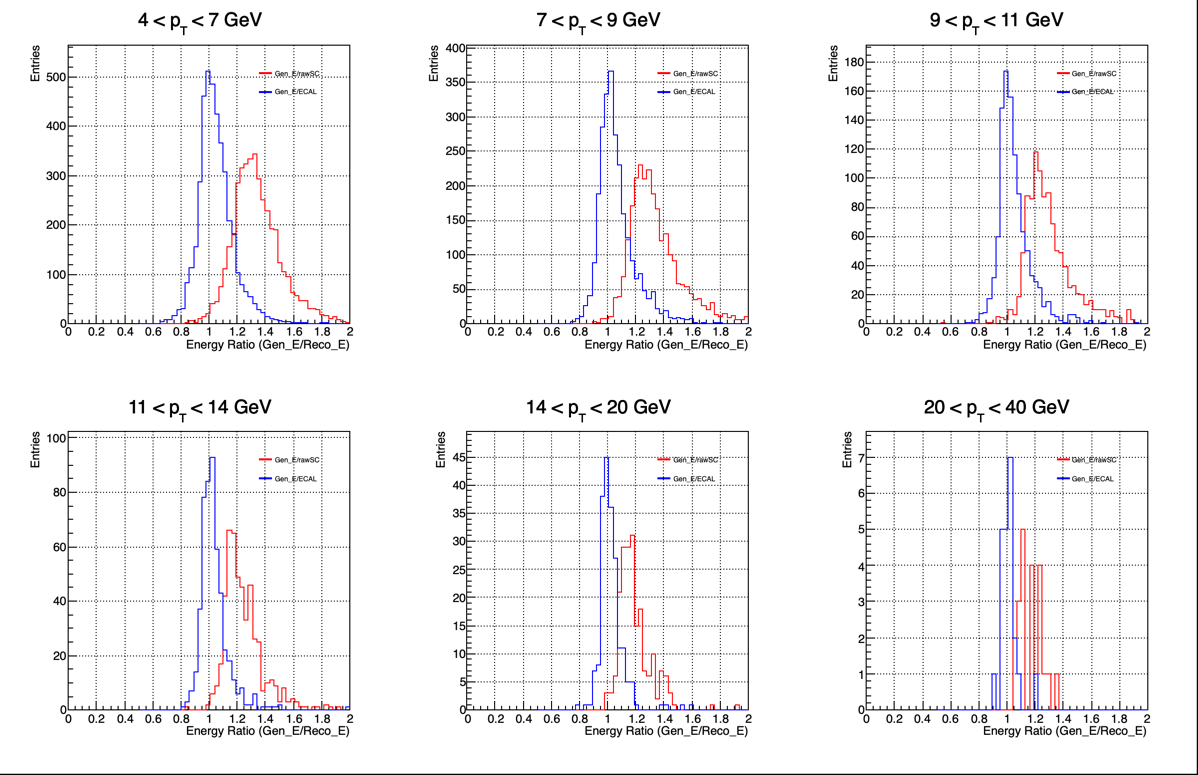 4 < pT < 7 GeV
Entries
Gen_E/rawSC
Gen_E/ECAL
500
400
300
200
100
0
0 0.2 0.4 0.6 0.8 1 1.2 1.4 1.6 1.8 2
Energy Ratio (Gen_E/Reco_E)
7 < pT < 9 GeV
Entries
Gen_E/rawSC
Gen_E/ECAL
400
350
300
250
200
150
100
50
0
0 0.2 0.4 0.6 0.8 1 1.2 1.4 1.6 1.8 2
Energy Ratio (Gen_E/Reco_E)
9 < pT < 11 GeV
Entries
Gen_E/rawSC
Gen_E/ECAL
180
160
140
120
100
80
60
40
20
0
0 0.2 0.4 0.6 0.8 1 1.2 1.4 1.6 1.8 2
Energy Ratio (Gen_E/Reco_E)
11 < pT < 14 GeV
Entries
Gen_E/rawSC
Gen_E/ECAL
100
80
60
40
20
0
0 0.2 0.4 0.6 0.8 1 1.2 1.4 1.6 1.8 2
Energy Ratio (Gen_E/Reco_E)
14 < pT < 20 GeV
Entries
Gen_E/rawSC
Gen_E/ECAL
45
40
35
30
25
20
15
10
5
0
0 0.2 0.4 0.6 0.8 1 1.2 1.4 1.6 1.8 2
Energy Ratio (Gen_E/Reco_E)
20 < pT < 40 GeV
Entries
Gen_E/rawSC
Gen_E/ECAL
7
6
5
4
3
2
1
0
0 0.2 0.4 0.6 0.8 1 1.2 1.4 1.6 1.8 2
Energy Ratio (Gen_E/Reco_E)